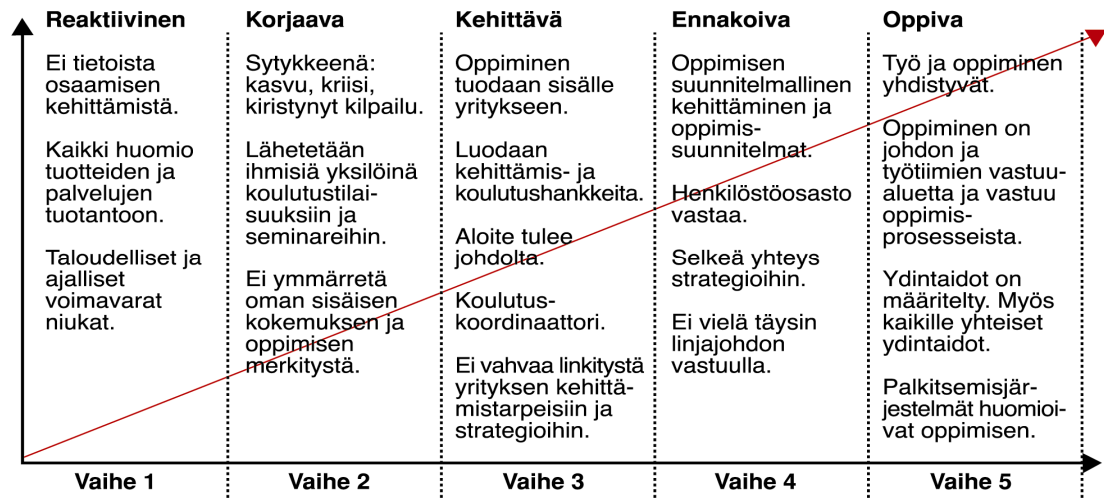 Reaktiivinen
Ei tietoista
osaamisen
kehittämistä.
Kaikki huomio
tuotteiden ja
palvelujen
tuotantoon.
Taloudelliset ja
ajalliset
voimavarat
niukat.
Vaihe 1
Korjaava
Sytykkeenä:
kasvu, kriisi,
kiristynyt kilpailu.
Lähetetään
ihmisiä yksilöinä
koulutustilai-
suuksiin ja
seminareihin.
Ei ymmärretä
oman sisäisen
kokemuksen ja
oppimisen
merkitystä.
Vaihe 2
Kehittävä
Oppiminen
tuodaan sisälle
yritykseen.
Luodaan
kehittämis- ja
koulutushankkeita.
Aloite tulee
johdolta.
Koulutus-
koordinaattori.
Ei vahvaa linkitystä
yrityksen kehittä-
mistarpeisiin ja
strategioihin.
Vaihe 3
Ennakoiva
Oppimisen
suunnitelmallinen
kehittäminen ja
oppimis-
suunnitelmat.
Henkilöstöosasto
vastaa.
Selkeä yhteys
strategioihin.
Ei vielä täysin
linjajohdon
vastuulla.
Vaihe 4
Oppiva
Työ ja oppiminen
yhdistyvät.
Oppiminen on
johdon ja
työtiimien vastuu-
aluetta ja vastuu
oppimis-
prosesseista.
Ydintaidot on
määritelty. Myös
kaikille yhteiset
ydintaidot.
Palkitsemisjär-
jestelmät huomioi-
vat oppimisen.
Vaihe 5